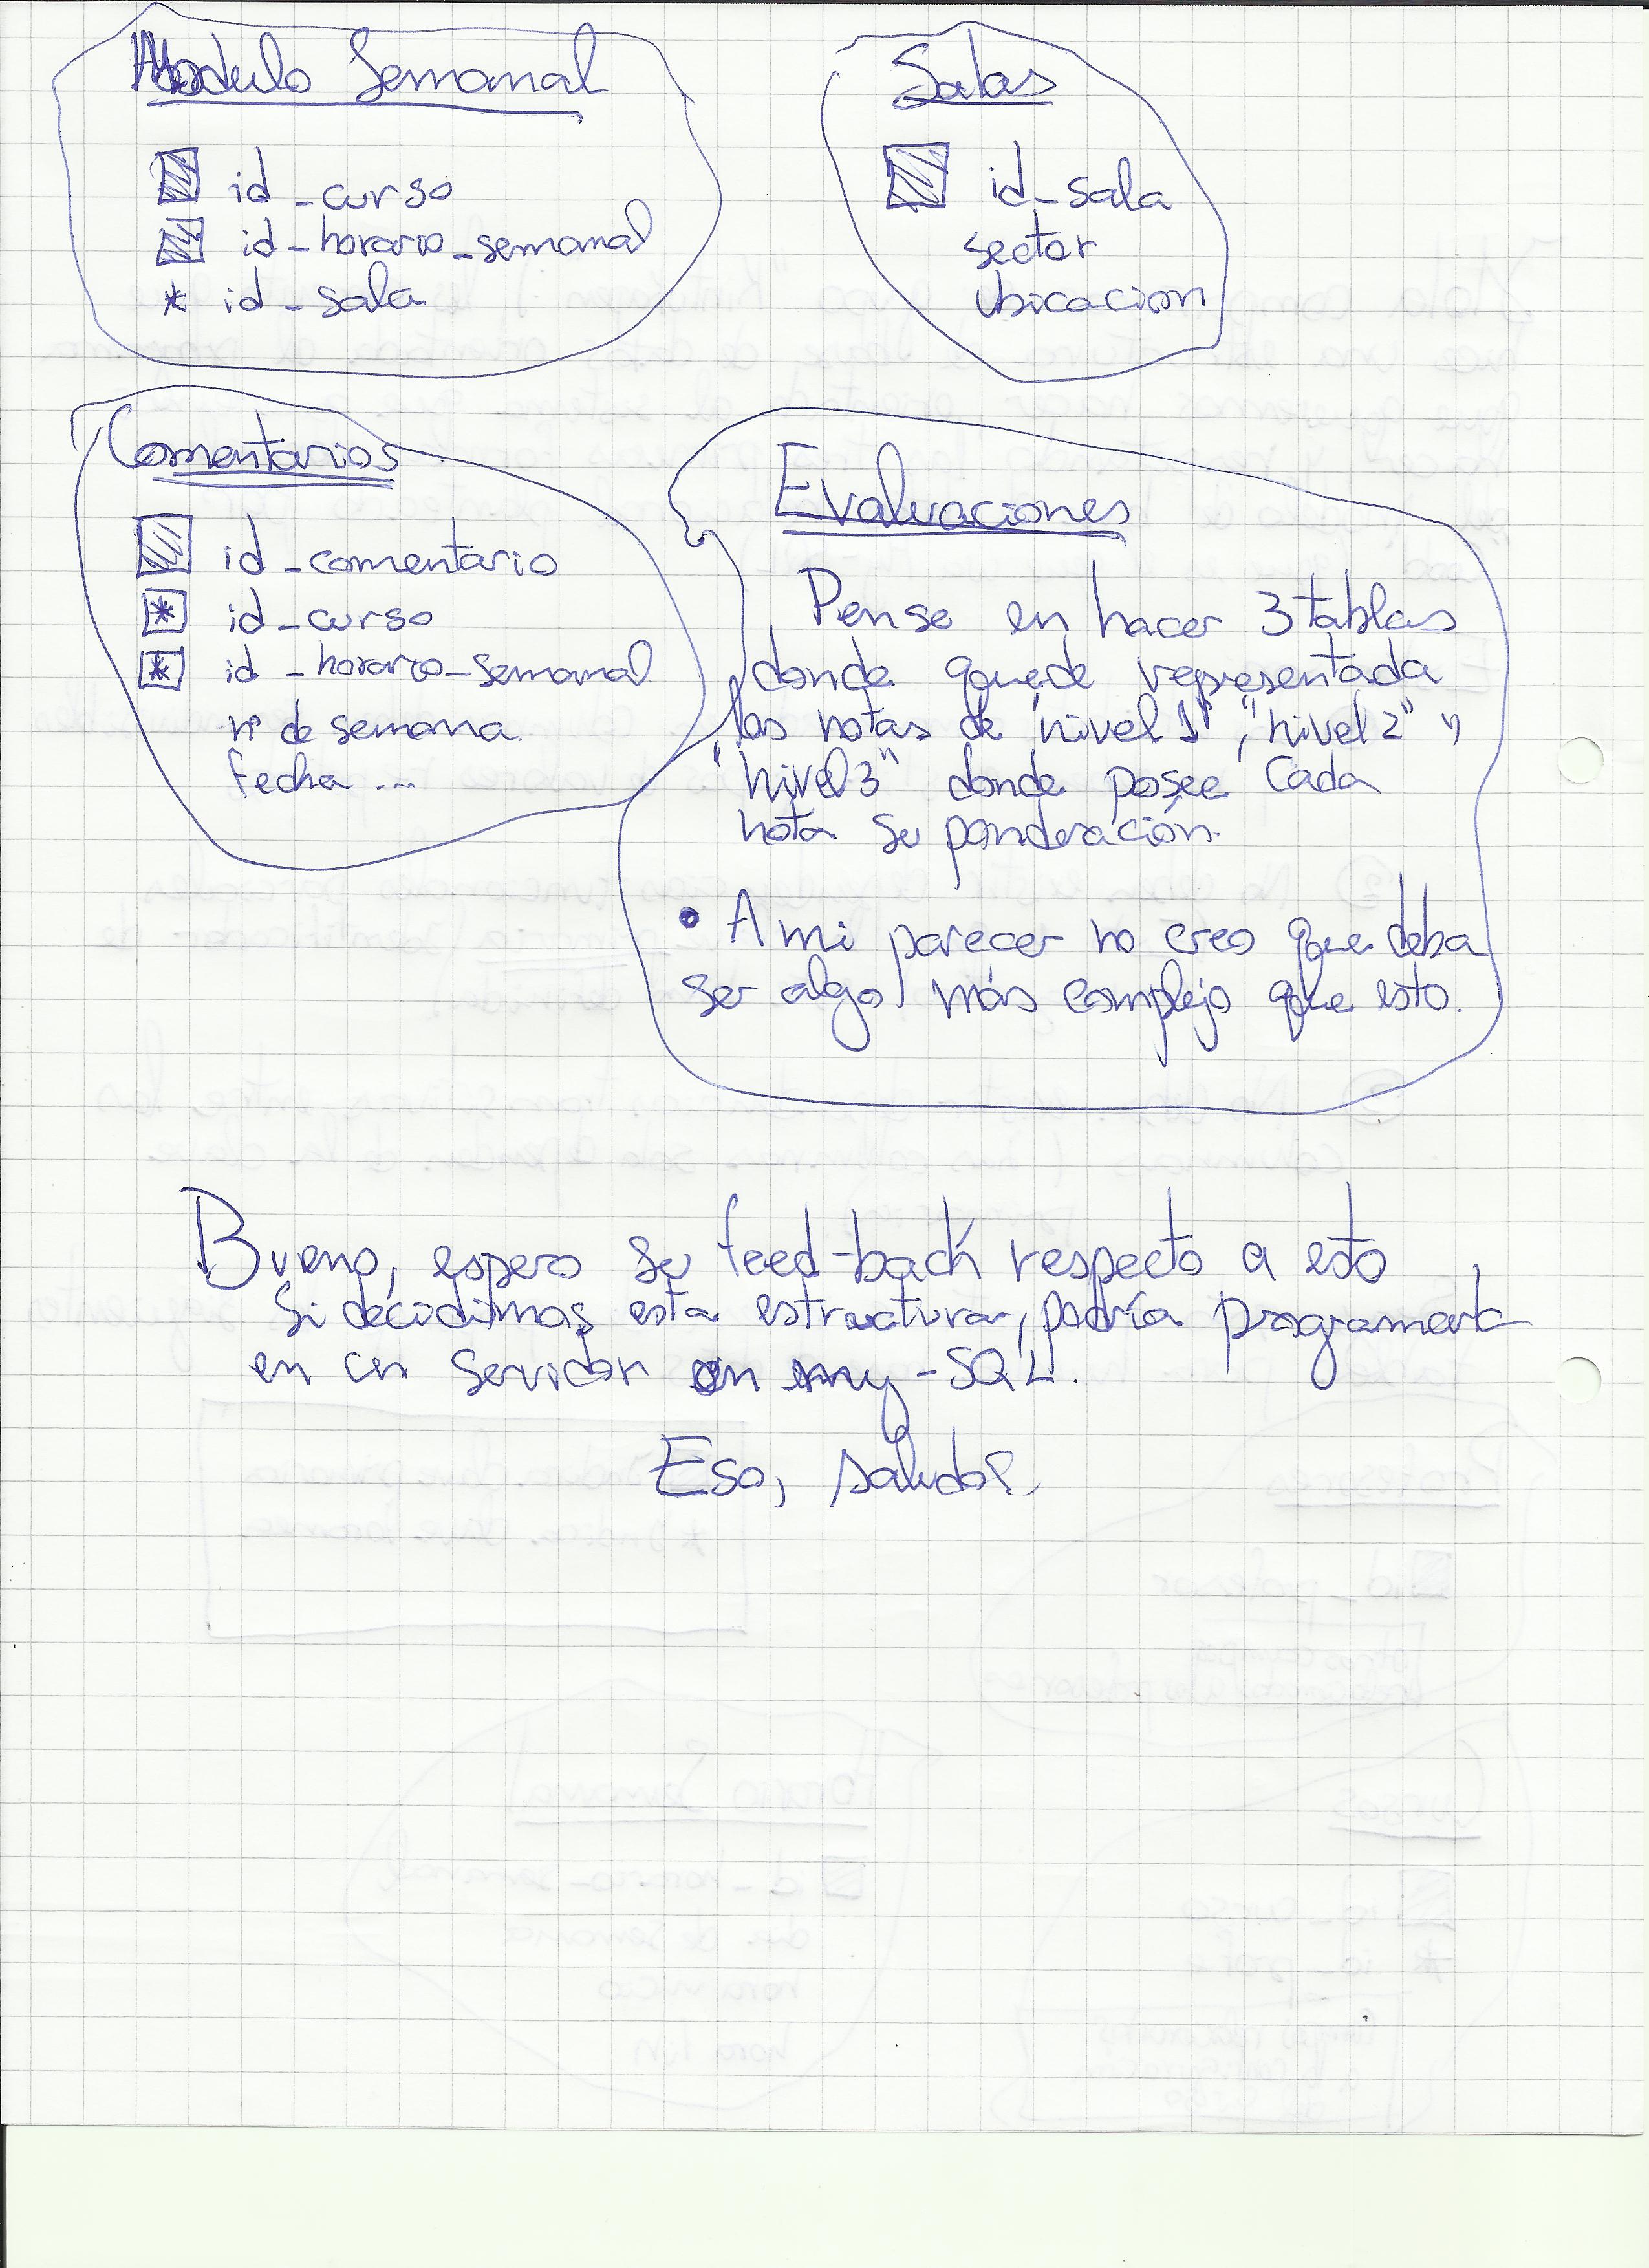 Modulo Semanal
id_curso
id_horario_semanal
* id_sala
Salas
id_sala
sector
Ubicacion
Comentarios
id_comentario
* id_curso
* id_horario_semanal
nº de semana
fecha ...
Evaluaciones
Pense en hacer 3 tablas
donde quede representada
las notas de "nivel 1", "nivel 2" y
"nivel 3" donde posee cada
nota su ponderación.
• A mi parecer no creo que deba
ser algo más complejo que esto.
Bueno, espero su feed-back respecto a esto
Si decidimos esta estructura, podría programarla
en un servidor en my-SQL.
Eso, saludos